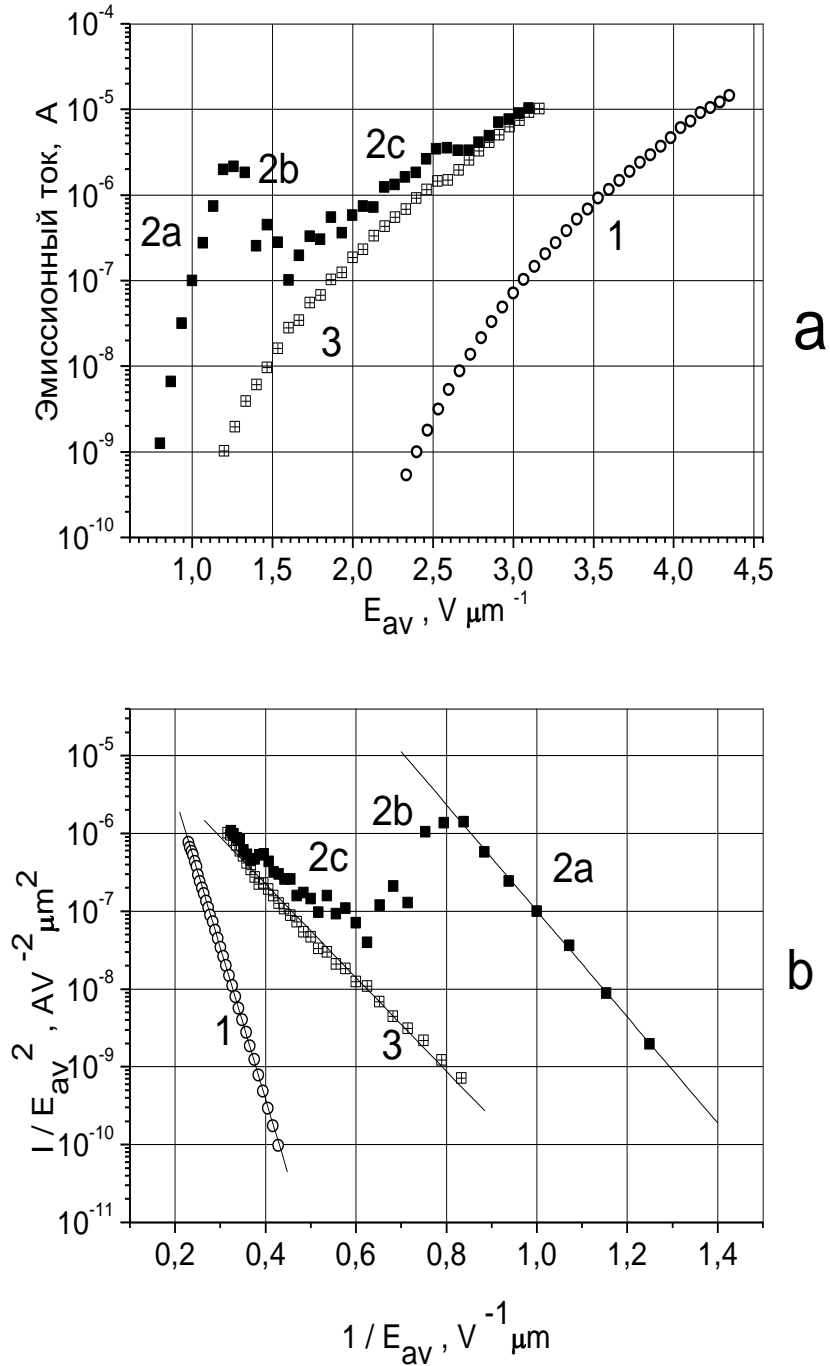 10⁻⁴
10⁻⁵
10⁻⁶
10⁻⁷
10⁻⁸
10⁻⁹
10⁻¹⁰
Эмиссионный ток, А
2a
2b
2c
1
3
a
1,0 1,5 2,0 2,5 3,0 3,5 4,0 4,5
E_av , V μm⁻¹
10⁻⁵
10⁻⁶
10⁻⁷
10⁻⁸
10⁻⁹
10⁻¹⁰
10⁻¹¹
I / E_av² , AV⁻² μm²
2b
2c
2a
1
3
b
0,2 0,4 0,6 0,8 1,0 1,2 1,4
1 / E_av , V⁻¹ μm